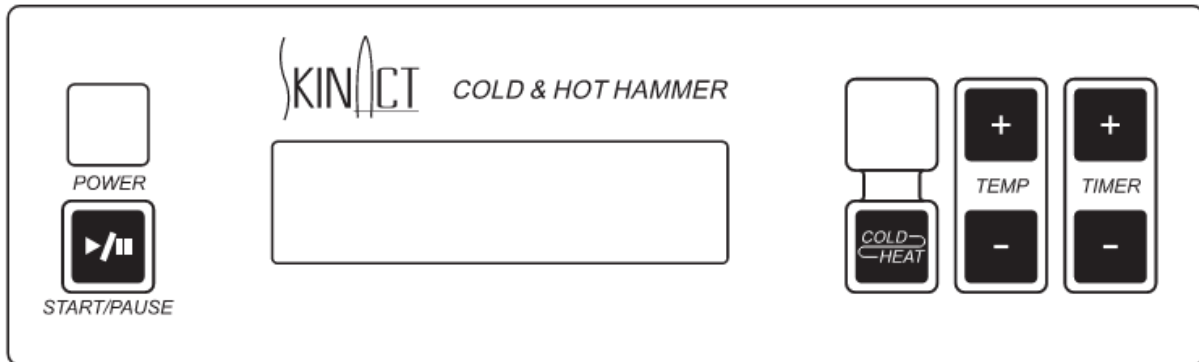 SKINACT COLD & HOT HAMMER
POWER
START/PAUSE
COLD
HEAT
+
TEMP
-
+
TIMER
-